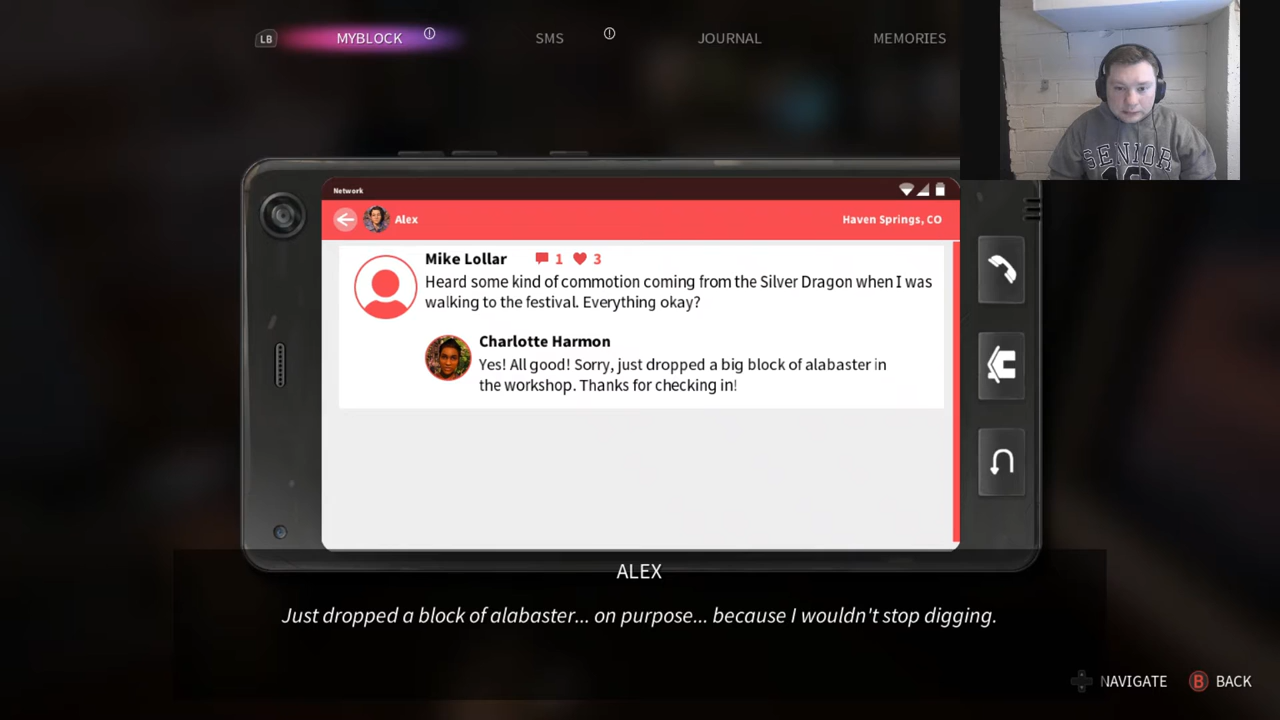 LB MYBLOCK SMS JOURNAL MEMORIES
Network
Alex Haven Springs, CO
Mike Lollar 1 3
Heard some kind of commotion coming from the Silver Dragon when I was
walking to the festival. Everything okay?
Charlotte Harmon
Yes! All good! Sorry, just dropped a big block of alabaster in
the workshop. Thanks for checking in!
SENIOR
ALEX
Just dropped a block of alabaster... on purpose... because I wouldn't stop digging.
NAVIGATE B BACK